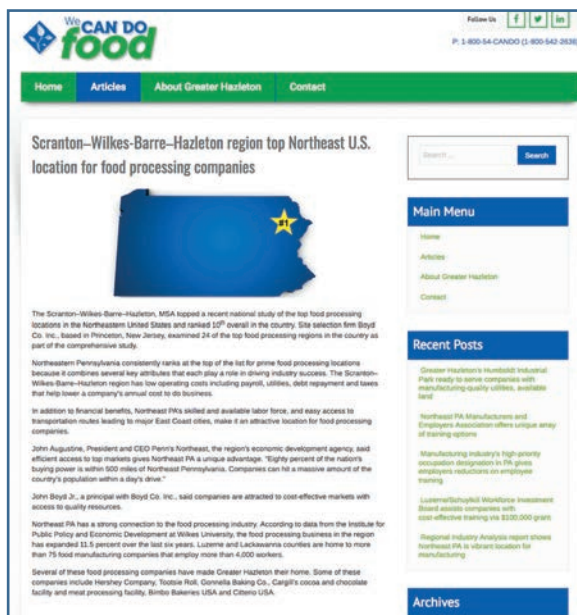 We
CAN DO
food
Follow Us
P: 1-800-54-CANDO (1-800-542-2636)
Home Articles About Greater Hazleton Contact
Scranton–Wilkes-Barre–Hazleton region top Northeast U.S.
location for food processing companies
#1
The Scranton–Wilkes-Barre–Hazleton, MSA topped a recent national study of the top food processing
locations in the Northeastern United States and ranked 10th overall in the country. Site selection firm Boyd
Co. Inc., based in Princeton, New Jersey, examined 24 of the top food processing regions in the country as
part of the comprehensive study.
Northeastern Pennsylvania consistently ranks at the top of the list for prime food processing locations
because it combines several key attributes that each play a role in driving industry success. The Scranton–
Wilkes-Barre–Hazleton region has low operating costs including payroll, utilities, debt repayment and taxes
that help lower a company's annual cost to do business.
In addition to financial benefits, Northeast PA's skilled and available labor force, and easy access to
transportation routes leading to major East Coast cities, make it an attractive location for food processing
companies.
John Augustine, President and CEO Penn's Northeast, the region's economic development agency, said
efficient access to top markets gives Northeast PA a unique advantage. "Eighty percent of the nation's
buying power is within 500 miles of Northeast Pennsylvania. Companies can hit a massive amount of the
country's population within a day's drive."
John Boyd Jr., a principal with Boyd Co. Inc., said companies are attracted to cost-effective markets with
access to quality resources.
Northeast PA has a strong connection to the food processing industry. According to data from the Institute for
Public Policy and Economic Development at Wilkes University, the food processing business in the region
has expanded 11.5 percent over the last six years. Luzerne and Lackawanna counties are home to more
than 75 food manufacturing companies that employ more than 4,000 workers.
Several of these food processing companies have made Greater Hazleton their home. Some of these
companies include Hershey Company, Tootsie Roll, Gonnella Baking Co., Cargill's cocoa and chocolate
facility and meat processing facility, Bimbo Bakeries USA and Citterio USA.
Search ... Search
Main Menu
Home
Articles
About Greater Hazleton
Contact
Recent Posts
Greater Hazleton's Humboldt Industrial
Park ready to serve companies with
manufacturing-quality utilities, available
land
Northeast PA Manufacturers and
Employers Association offers unique array
of training options
Manufacturing industry's high-priority
occupation designation in PA gives
employers reductions on employee
training
Luzerne/Schuylkill Workforce Investment
Board assists companies with
cost-effective training via $100,000 grant
Regional Industry Analysis report shows
Northeast PA is vibrant location for
manufacturing
Archives